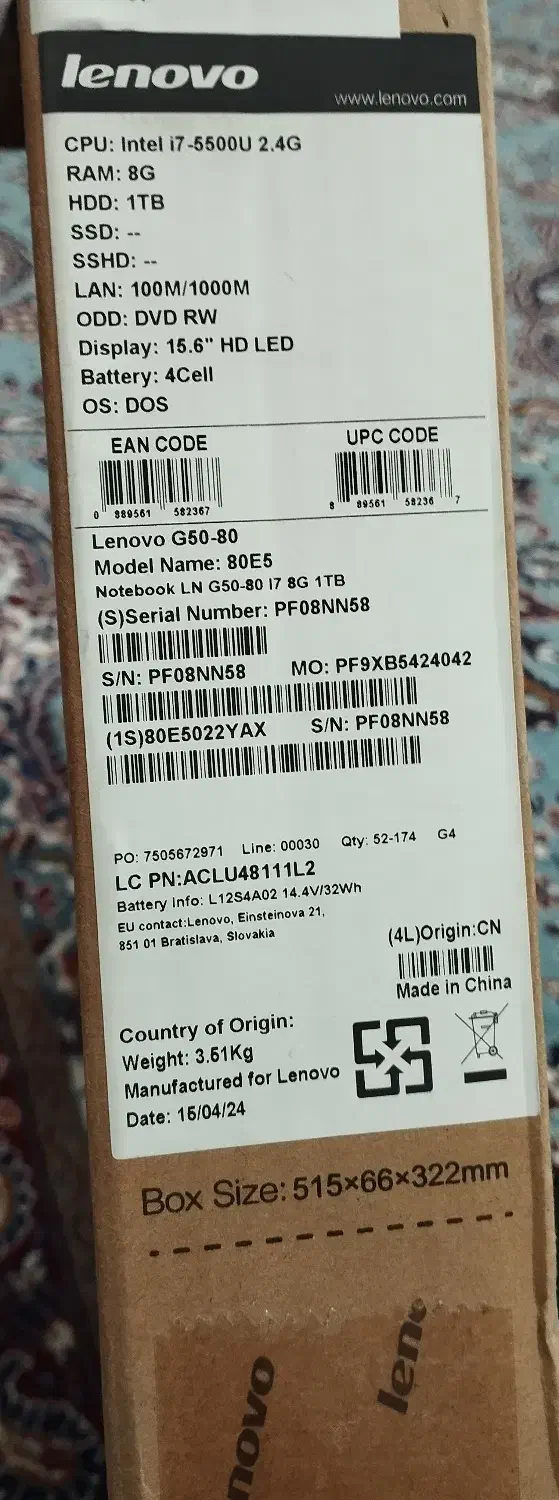 lenovo
www.lenovo.com
CPU: Intel i7-5500U 2.4G
RAM: 8G
HDD: 1TB
SSD: --
SSHD: --
LAN: 100M/1000M
ODD: DVD RW
Display: 15.6" HD LED
Battery: 4Cell
OS: DOS
EAN CODE UPC CODE
0 889561 582367 8 89561 58236 7
Lenovo G50-80
Model Name: 80E5
Notebook LN G50-80 I7 8G 1TB
(S)Serial Number: PF08NN58
S/N: PF08NN58 MO: PF9XB5424042
(1S)80E5022YAX S/N: PF08NN58
PO: 7505672971 Line: 00030 Qty: 52-174 G4
LC PN:ACLU48111L2
Battery Info: L12S4A02 14.4V/32Wh
EU contact:Lenovo, Einsteinova 21,
851 01 Bratislava, Slovakia
(4L)Origin:CN
Made in China
Country of Origin:
Weight: 3.51Kg
Manufactured for Lenovo
Date: 15/04/24
Box Size: 515×66×322mm
novo
leno